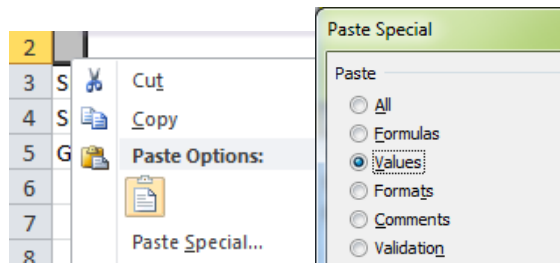 2
3 S
4 S
5 G
6
7
8
Cut
Copy
Paste Options:
Paste Special...
Paste Special
Paste
All
Formulas
Values
Formats
Comments
Validation